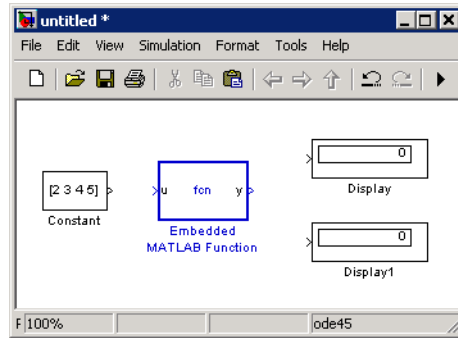 untitled *
File Edit View Simulation Format Tools Help
[2 3 4 5]
Constant
u fcn y
Embedded
MATLAB Function
0
Display
0
Display1
F 100% ode45